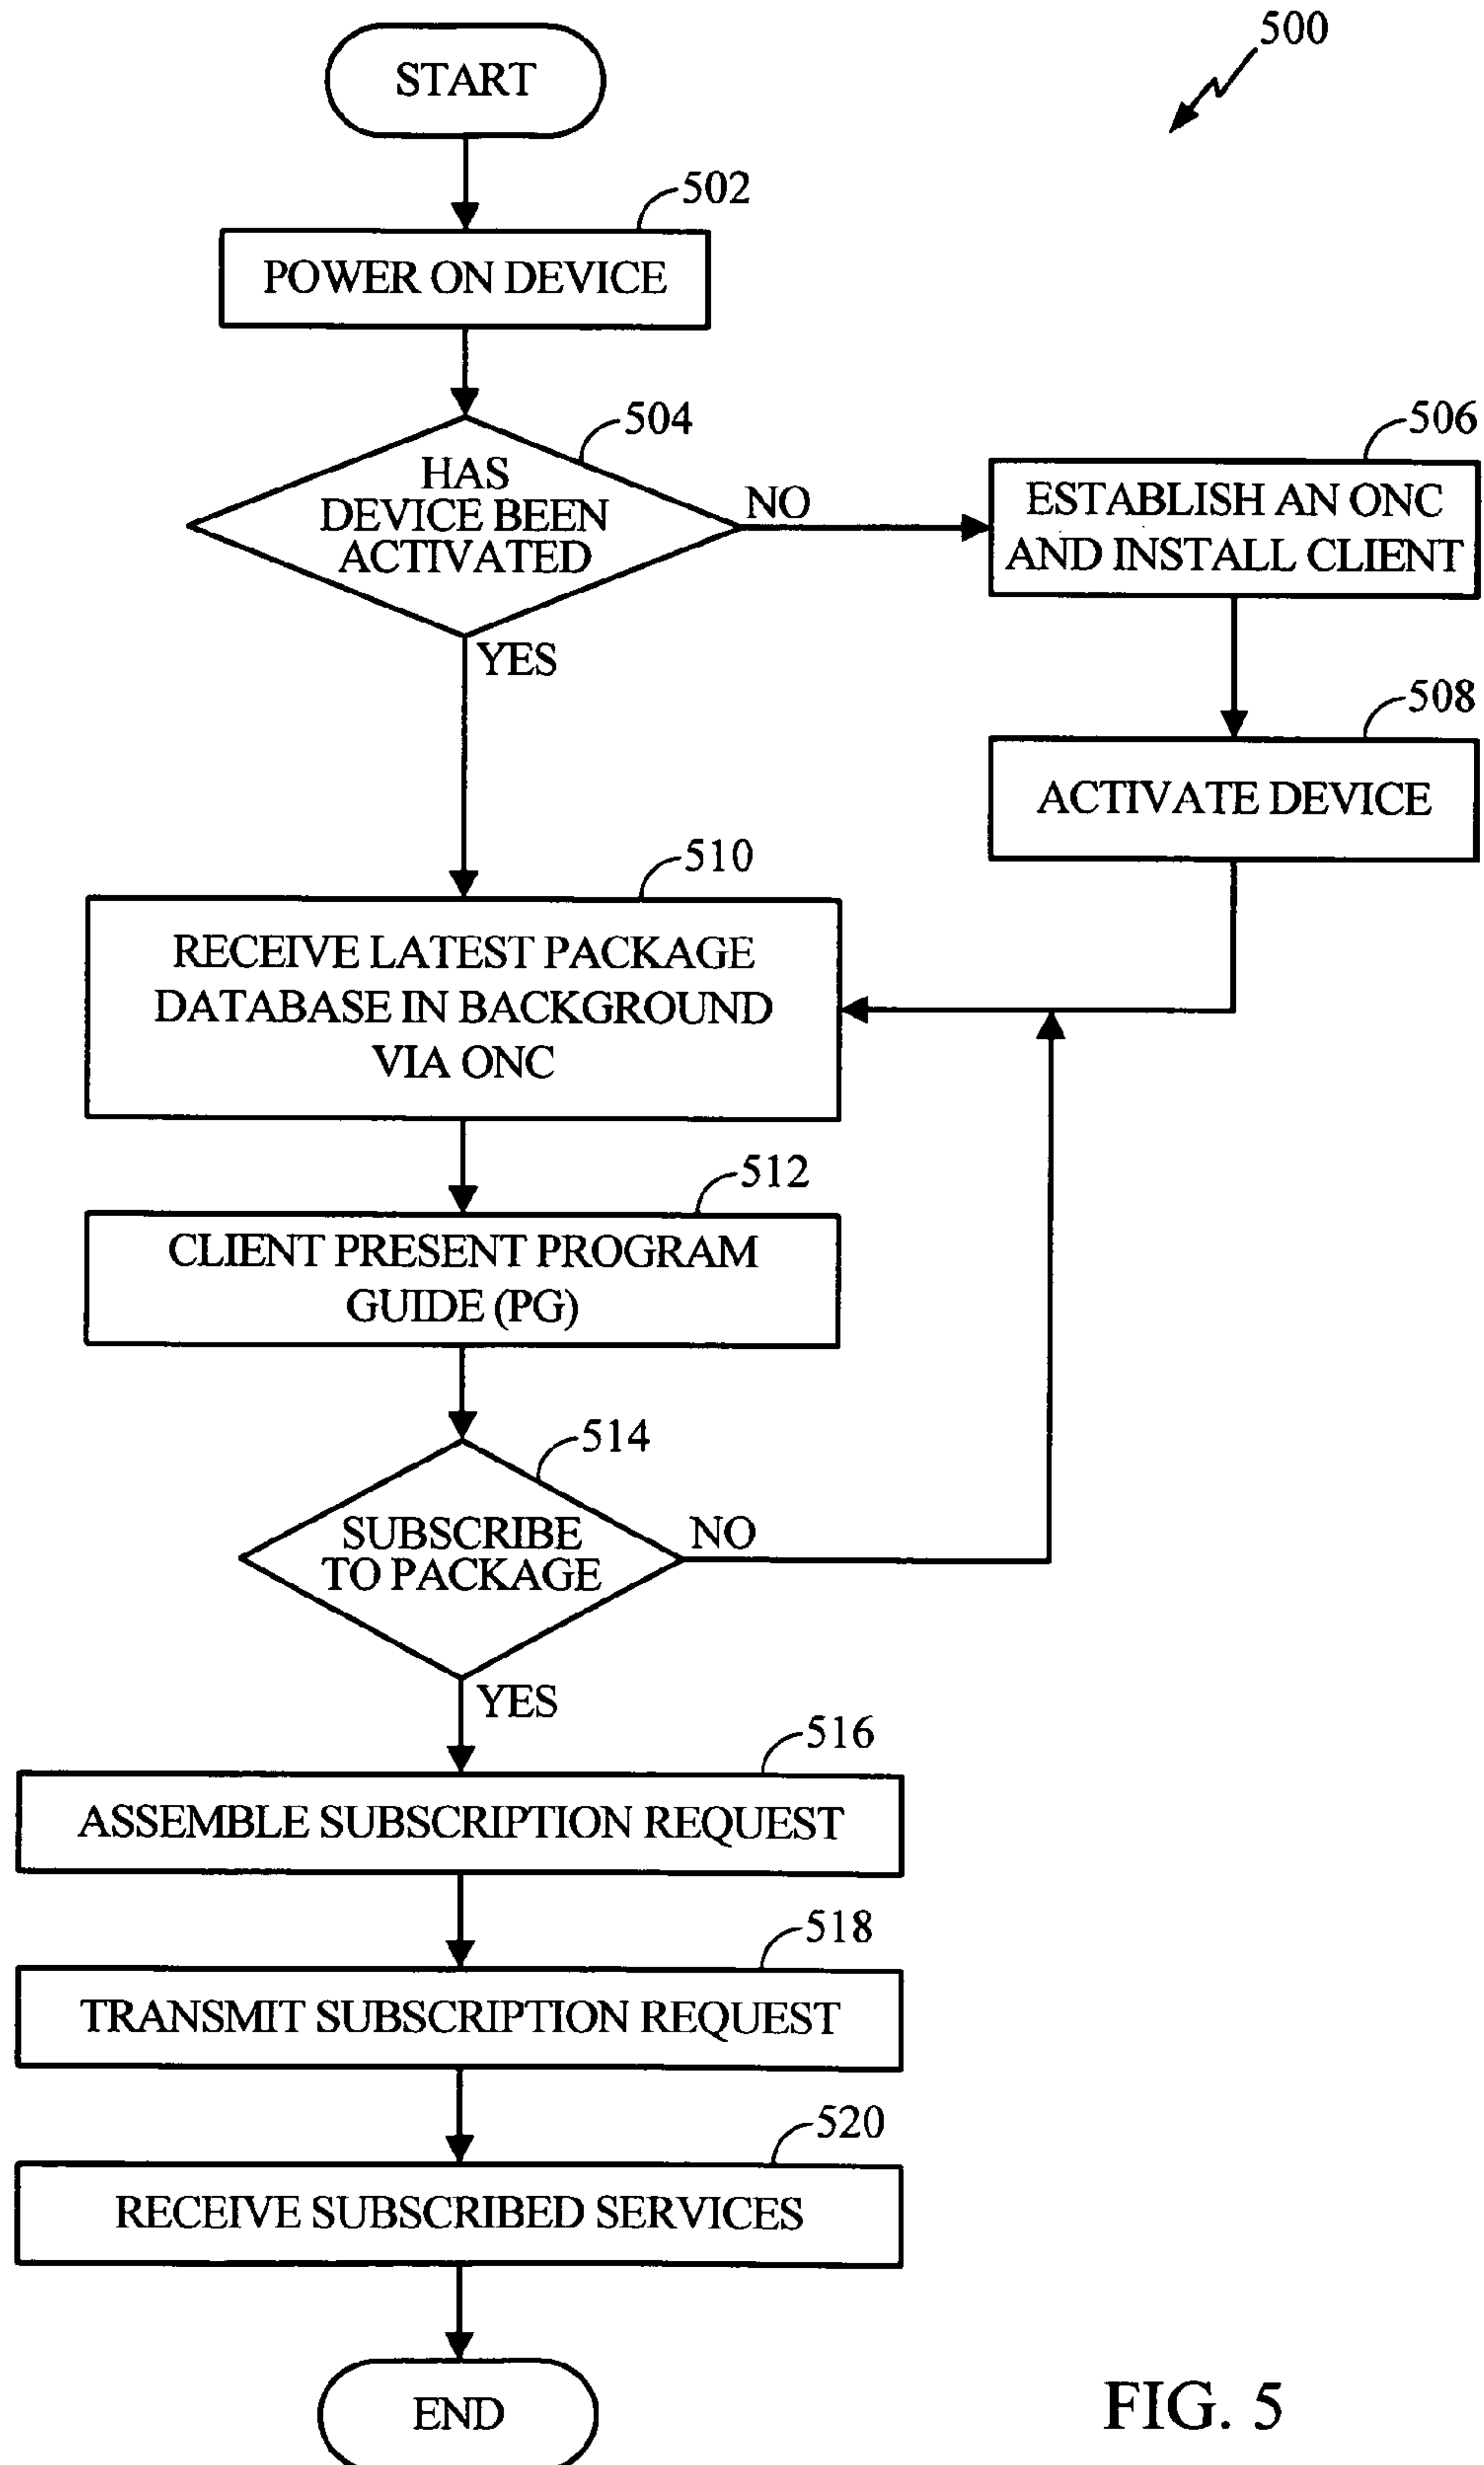 500
START
502
POWER ON DEVICE
504
HAS
DEVICE BEEN
ACTIVATED
NO
YES
506
ESTABLISH AN ONC
AND INSTALL CLIENT
508
ACTIVATE DEVICE
510
RECEIVE LATEST PACKAGE
DATABASE IN BACKGROUND
VIA ONC
512
CLIENT PRESENT PROGRAM
GUIDE (PG)
514
SUBSCRIBE
TO PACKAGE
NO
YES
516
ASSEMBLE SUBSCRIPTION REQUEST
518
TRANSMIT SUBSCRIPTION REQUEST
520
RECEIVE SUBSCRIBED SERVICES
END
FIG. 5